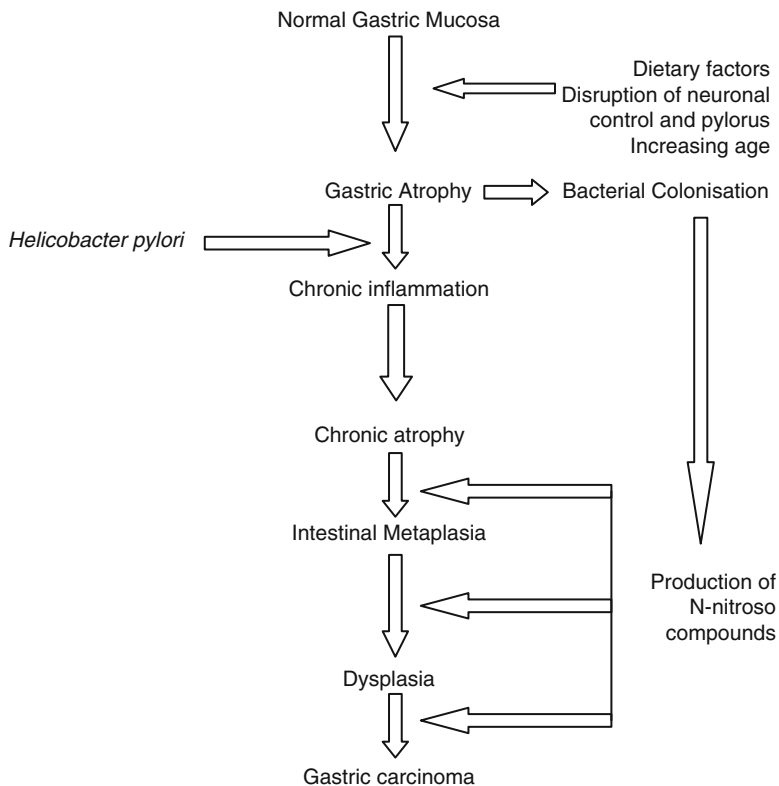 Normal Gastric Mucosa
Dietary factors
Disruption of neuronal
control and pylorus
Increasing age
Gastric Atrophy
Bacterial Colonisation
Helicobacter pylori
Chronic inflammation
Chronic atrophy
Intestinal Metaplasia
Production of
N-nitroso
compounds
Dysplasia
Gastric carcinoma